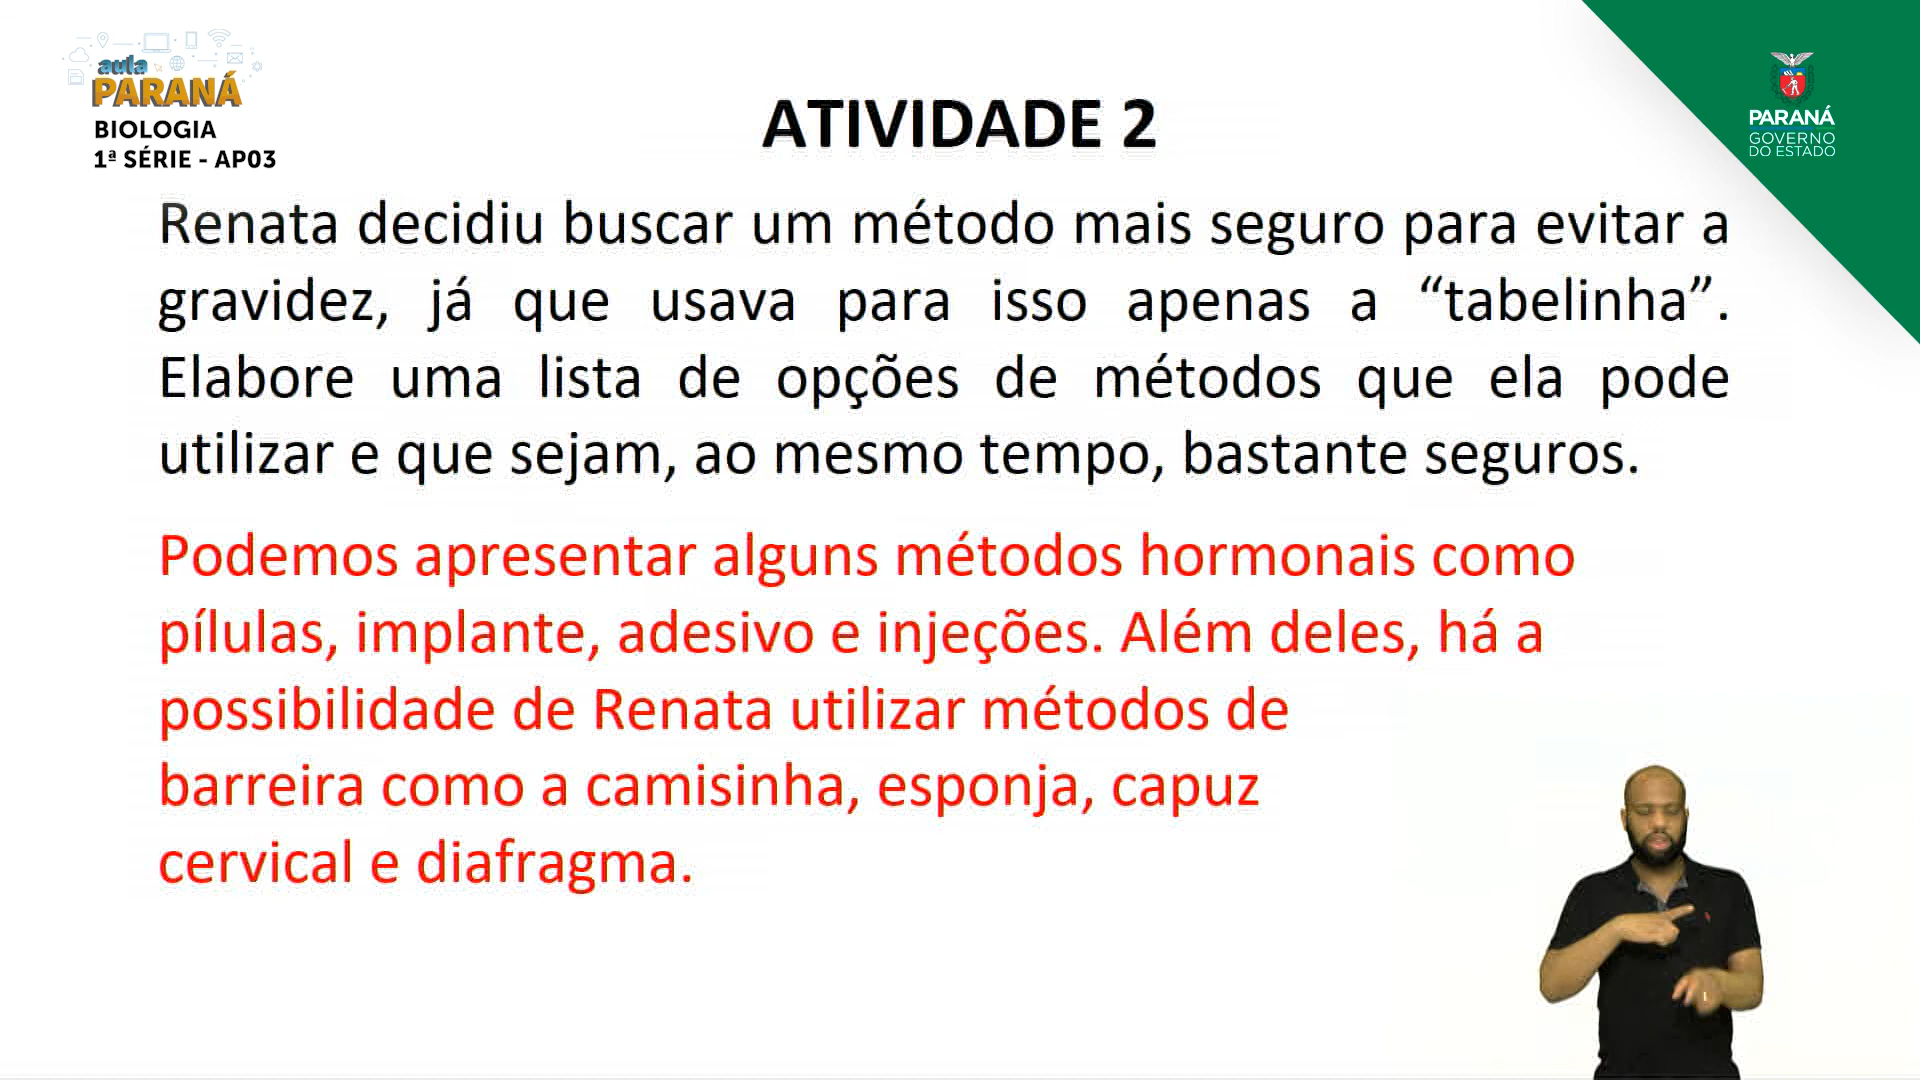 aula
PARANÁ
BIOLOGIA
1ª SÉRIE - AP03
PARANÁ
GOVERNO
DO ESTADO
ATIVIDADE 2
Renata decidiu buscar um método mais seguro para evitar a
gravidez, já que usava para isso apenas a “tabelinha”.
Elabore uma lista de opções de métodos que ela pode
utilizar e que sejam, ao mesmo tempo, bastante seguros.
Podemos apresentar alguns métodos hormonais como
pílulas, implante, adesivo e injeções. Além deles, há a
possibilidade de Renata utilizar métodos de
barreira como a camisinha, esponja, capuz
cervical e diafragma.